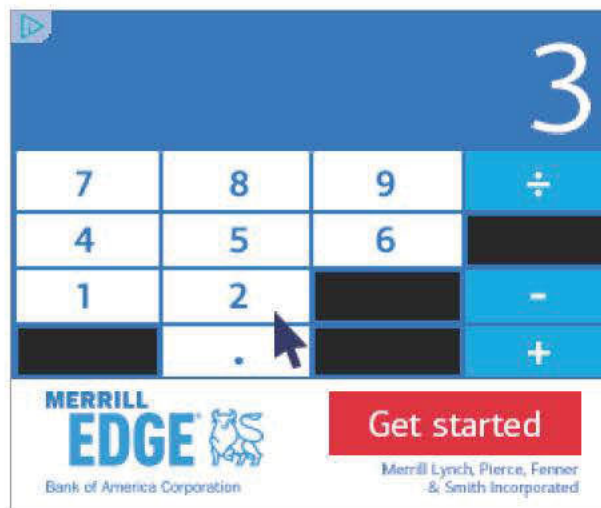 3
7 8 9 ÷
4 5 6
1 2 -
. +
MERRILL
EDGE®
Bank of America Corporation
Get started
Merrill Lynch, Pierce, Fenner
& Smith Incorporated